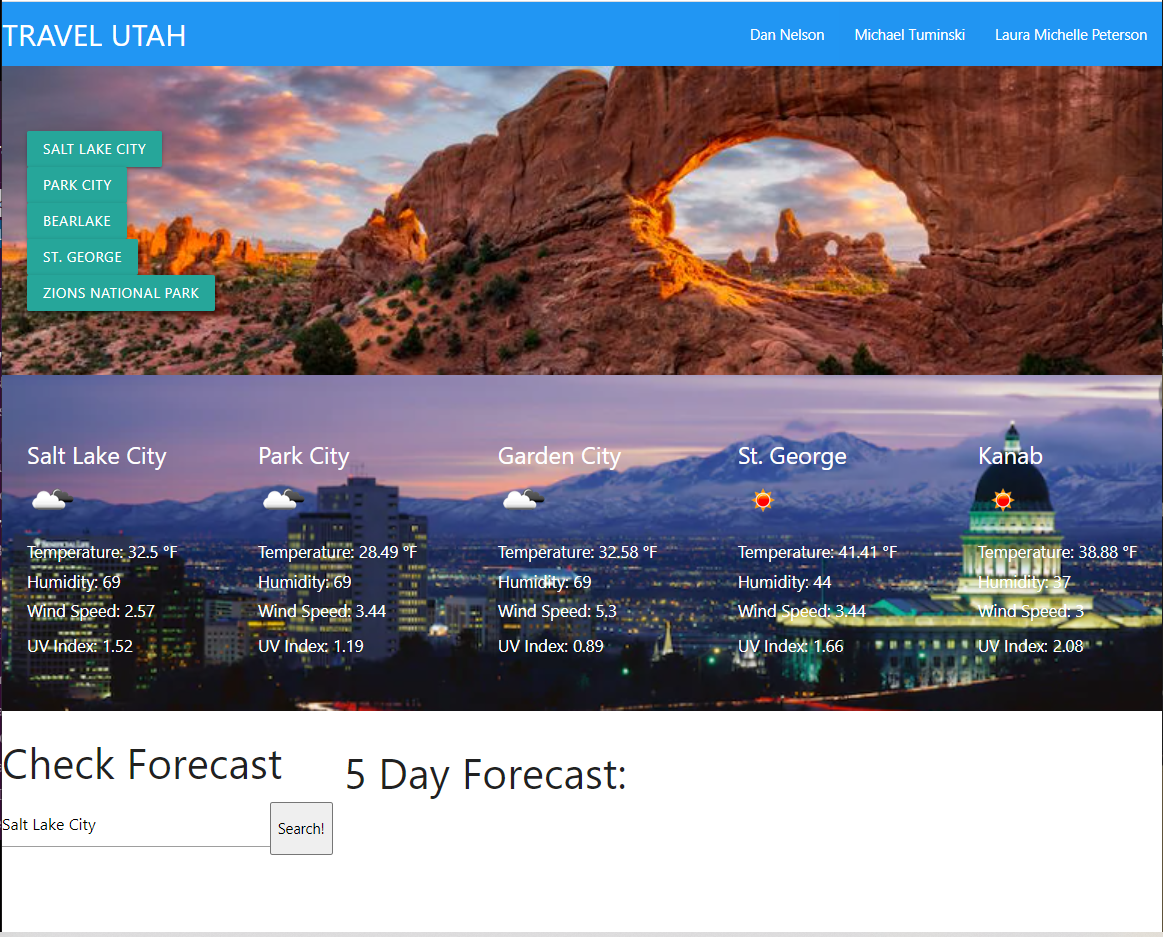 TRAVEL UTAH
Dan Nelson Michael Tuminski Laura Michelle Peterson
SALT LAKE CITY
PARK CITY
BEARLAKE
ST. GEORGE
ZIONS NATIONAL PARK
Salt Lake City
Temperature: 32.5 °F
Humidity: 69
Wind Speed: 2.57
UV Index: 1.52
Park City
Temperature: 28.49 °F
Humidity: 69
Wind Speed: 3.44
UV Index: 1.19
Garden City
Temperature: 32.58 °F
Humidity: 69
Wind Speed: 5.3
UV Index: 0.89
St. George
Temperature: 41.41 °F
Humidity: 44
Wind Speed: 3.44
UV Index: 1.66
Kanab
Temperature: 38.88 °F
Humidity: 37
Wind Speed: 3
UV Index: 2.08
Check Forecast
Salt Lake City
Search!
5 Day Forecast: